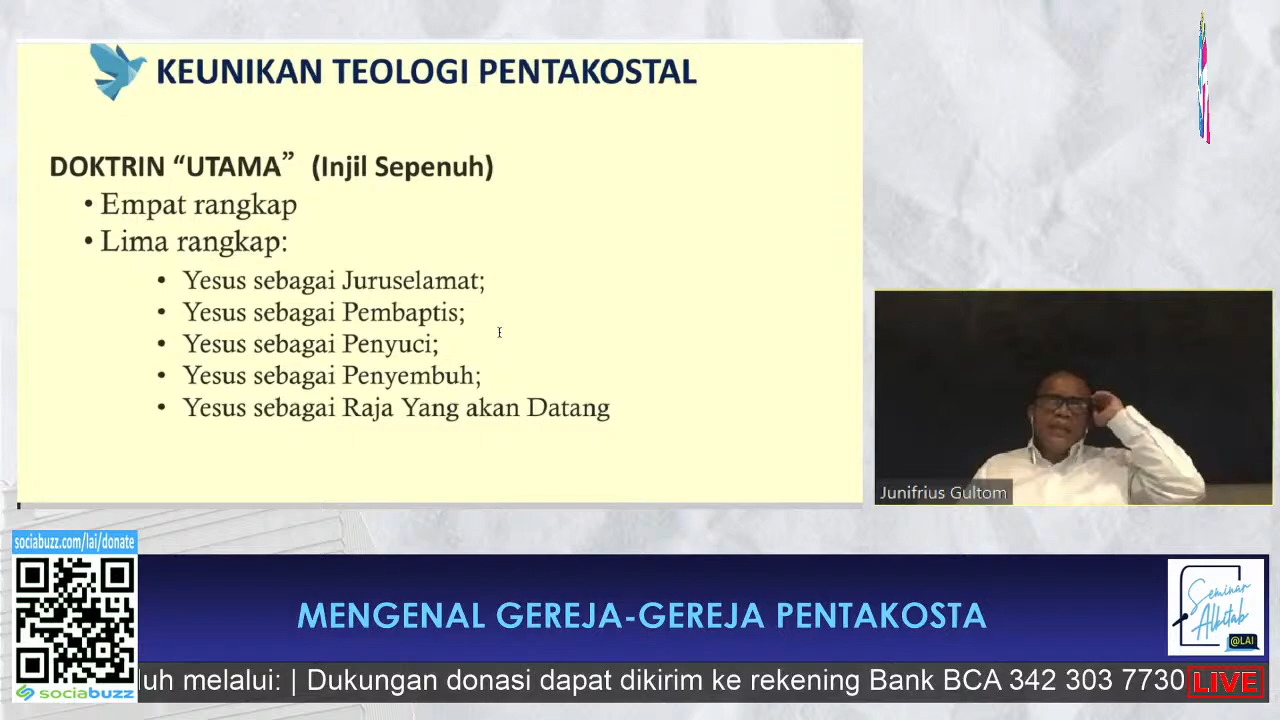 KEUNIKAN TEOLOGI PENTAKOSTAL
DOKTRIN “UTAMA” (Injil Sepenuh)
• Empat rangkap
• Lima rangkap:
• Yesus sebagai Juruselamat;
• Yesus sebagai Pembaptis;
• Yesus sebagai Penyuci;
• Yesus sebagai Penyembuh;
• Yesus sebagai Raja Yang akan Datang
Junifrius Gultom
sociabuzz.com/lai/donate
sociabuzz
MENGENAL GEREJA-GEREJA PENTAKOSTA
Seminar
Alkitab
@LAI
luh melalui: | Dukungan donasi dapat dikirim ke rekening Bank BCA 342 303 7730
LIVE